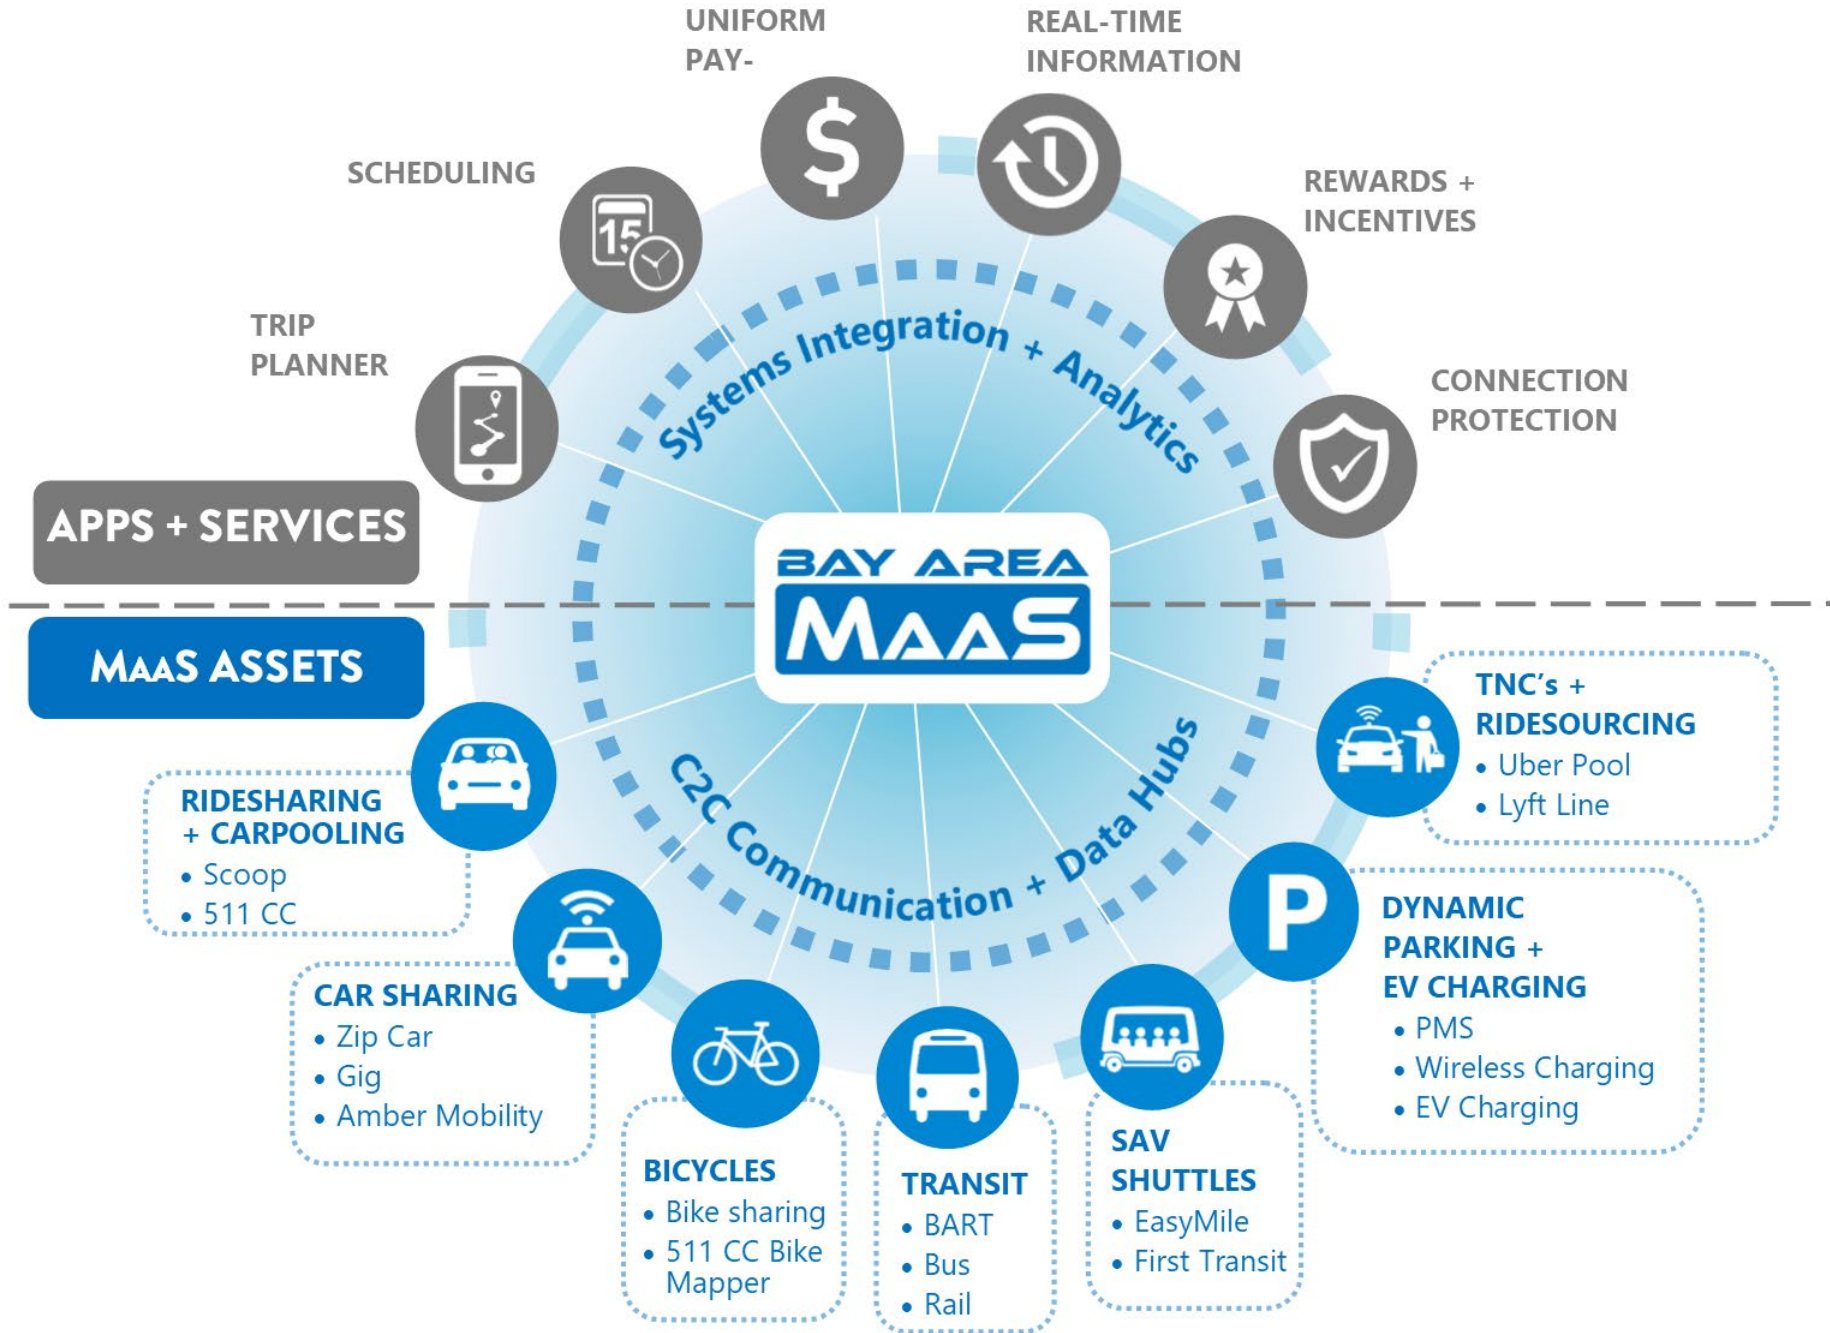 UNIFORM
PAY-
REAL-TIME
INFORMATION
SCHEDULING
15
$
REWARDS +
INCENTIVES
TRIP
PLANNER
CONNECTION
PROTECTION
Systems Integration + Analytics
APPS + SERVICES
BAY AREA
MAAS
MAAS ASSETS
C2C Communication + Data Hubs
TNC’s +
RIDESOURCING
• Uber Pool
• Lyft Line
RIDESHARING
+ CARPOOLING
• Scoop
• 511 CC
P
DYNAMIC
PARKING +
EV CHARGING
• PMS
• Wireless Charging
• EV Charging
CAR SHARING
• Zip Car
• Gig
• Amber Mobility
BICYCLES
• Bike sharing
• 511 CC Bike
Mapper
TRANSIT
• BART
• Bus
• Rail
SAV
SHUTTLES
• EasyMile
• First Transit